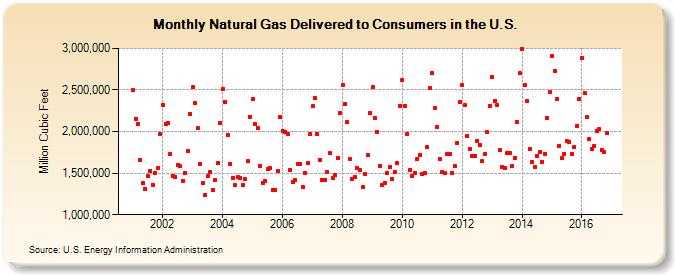 Monthly Natural Gas Delivered to Consumers in the U.S.
Million Cubic Feet
3,000,000
2,500,000
2,000,000
1,500,000
1,000,000
2002 2004 2006 2008 2010 2012 2014 2016
Source: U.S. Energy Information Administration